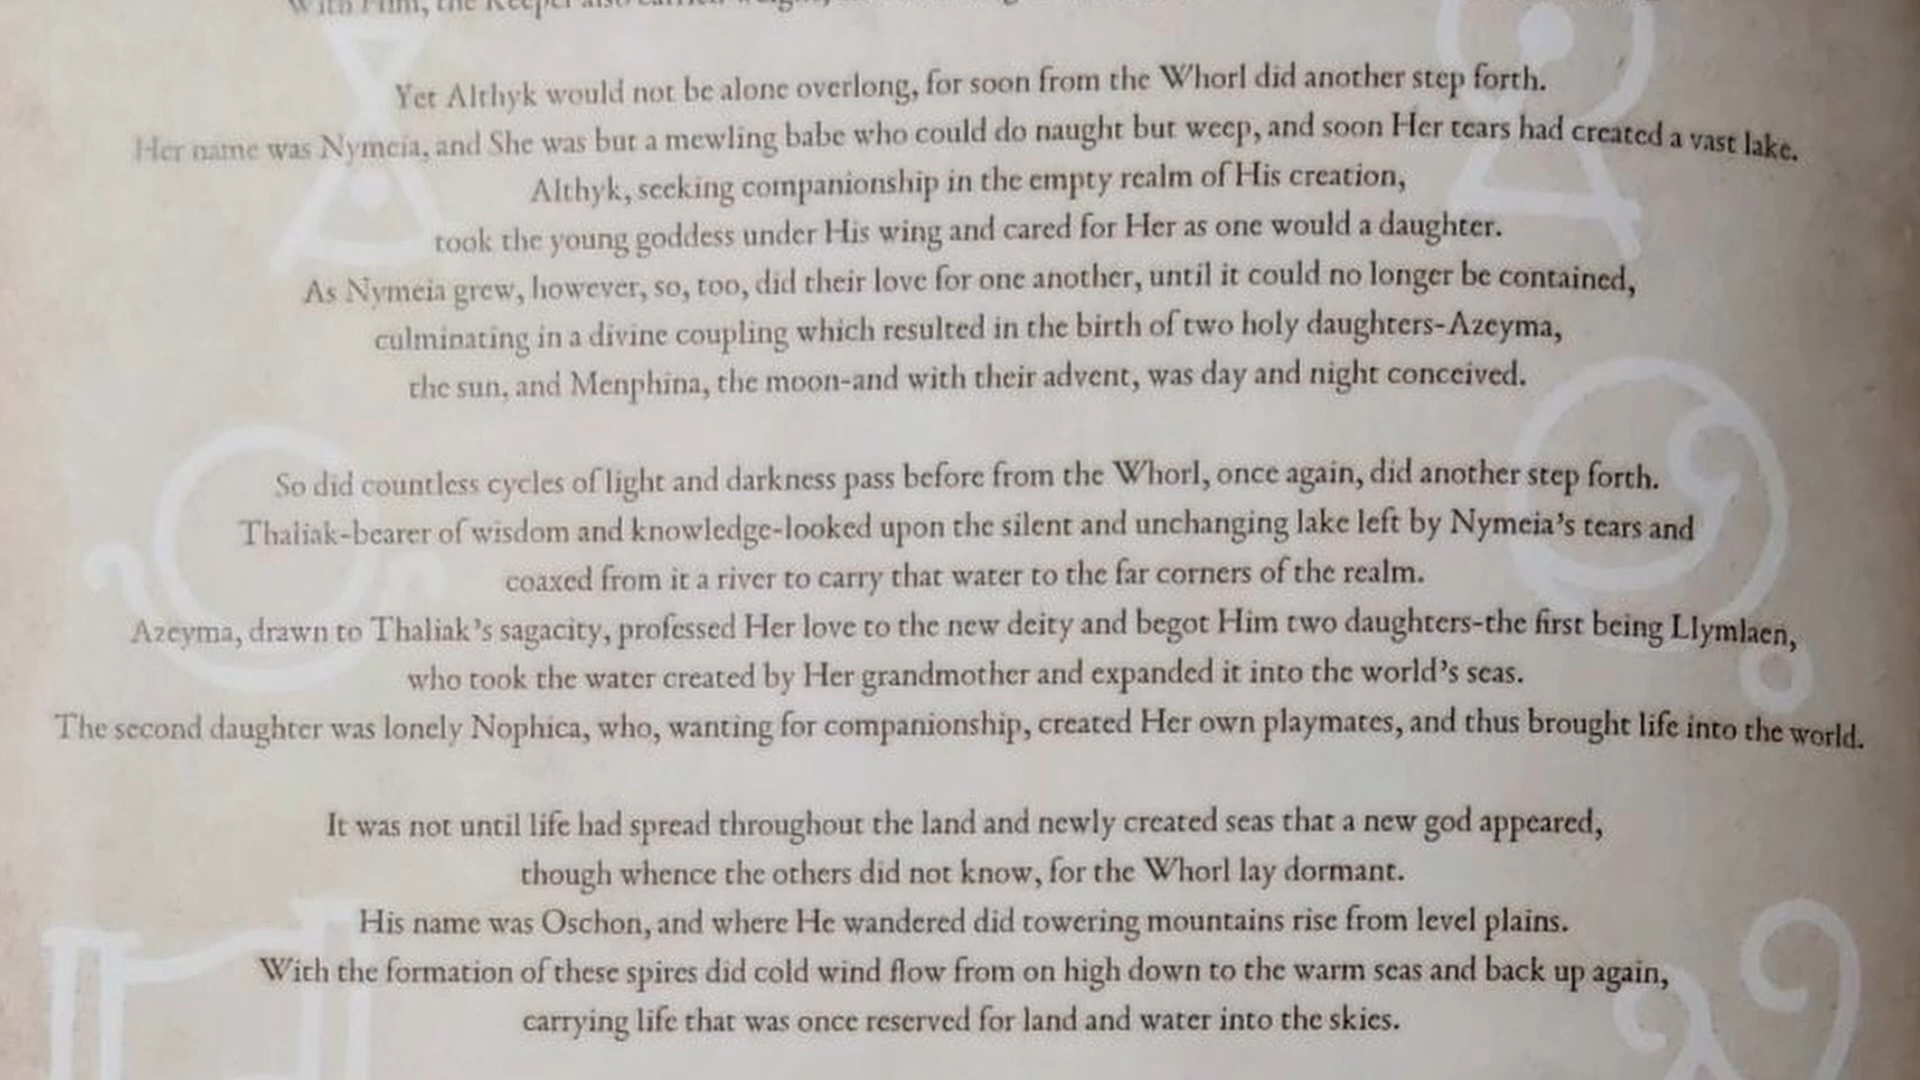 With Him, the Keeper also carried
Yet Althyk would not be alone overlong, for soon from the Whorl did another step forth.
Her name was Nymeia, and She was but a mewling babe who could do naught but weep, and soon Her tears had created a vast lake.
Althyk, seeking companionship in the empty realm of His creation,
took the young goddess under His wing and cared for Her as one would a daughter.
As Nymeia grew, however, so, too, did their love for one another, until it could no longer be contained,
culminating in a divine coupling which resulted in the birth of two holy daughters-Azeyma,
the sun, and Menphina, the moon-and with their advent, was day and night conceived.
So did countless cycles of light and darkness pass before from the Whorl, once again, did another step forth.
Thaliak-bearer of wisdom and knowledge-looked upon the silent and unchanging lake left by Nymeia's tears and
coaxed from it a river to carry that water to the far corners of the realm.
Azeyma, drawn to Thaliak's sagacity, professed Her love to the new deity and begot Him two daughters-the first being Llymlaen,
who took the water created by Her grandmother and expanded it into the world's seas.
The second daughter was lonely Nophica, who, wanting for companionship, created Her own playmates, and thus brought life into the world.
It was not until life had spread throughout the land and newly created seas that a new god appeared,
though whence the others did not know, for the Whorl lay dormant.
His name was Oschon, and where He wandered did towering mountains rise from level plains.
With the formation of these spires did cold wind flow from on high down to the warm seas and back up again,
carrying life that was once reserved for land and water into the skies.